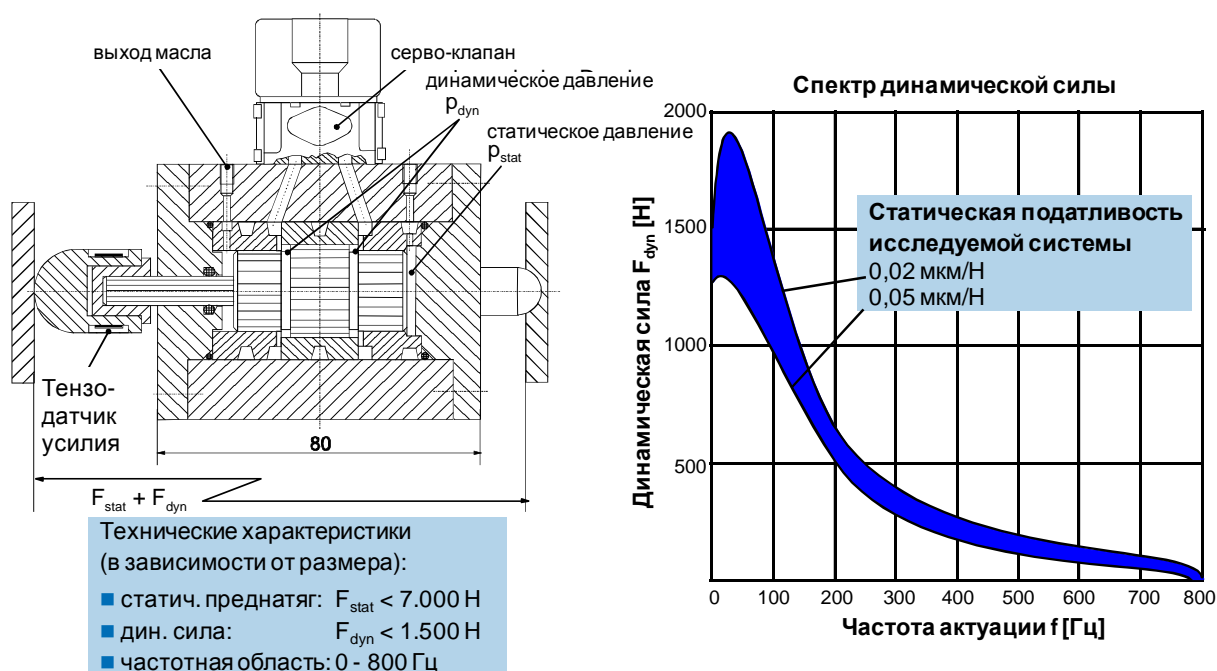 выход масла
серво-клапан
динамическое давление
p_dyn
статическое давление
p_stat
Тензо-
датчик
усилия
80
F_stat + F_dyn
Технические характеристики
(в зависимости от размера):
■ статич. преднатяг: F_stat < 7.000 Н
■ дин. сила: F_dyn < 1.500 Н
■ частотная область: 0 - 800 Гц
Спектр динамической силы
Динамическая сила F_dyn [Н]
2000
1500
1000
500
Статическая податливость
исследуемой системы
0,02 мкм/Н
0,05 мкм/Н
0 100 200 300 400 500 600 700 800
Частота актуации f [Гц]